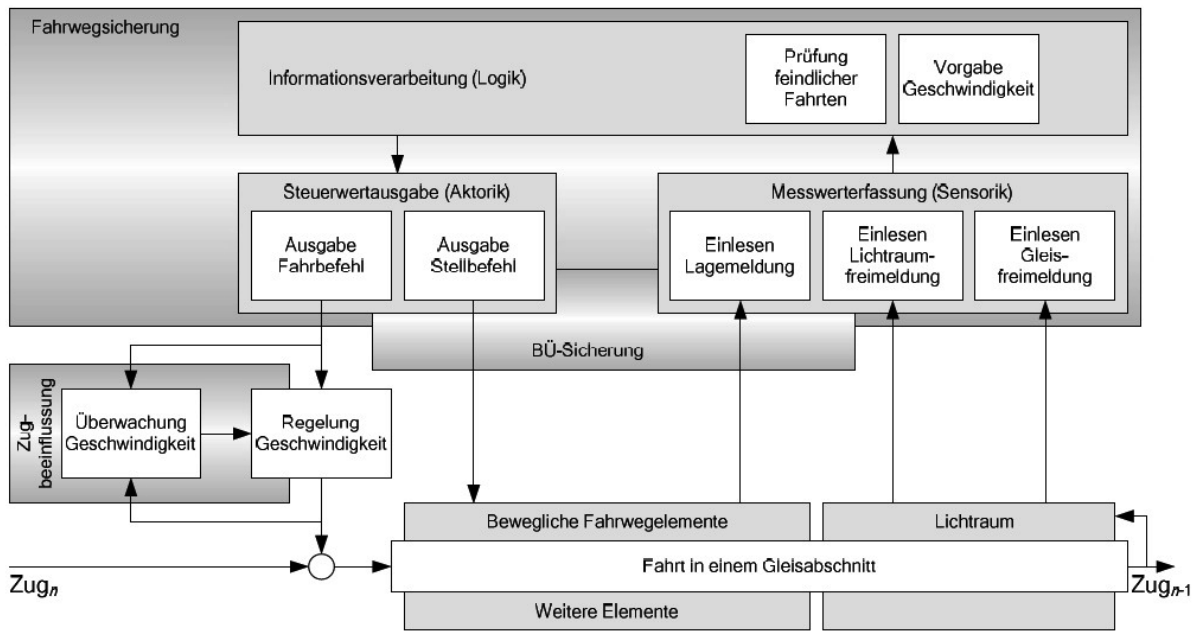 Fahrwegsicherung
Informationsverarbeitung (Logik)
Prüfung
feindlicher
Fahrten
Vorgabe
Geschwindigkeit
Steuerwertausgabe (Aktorik)
Ausgabe
Fahrbefehl
Ausgabe
Stellbefehl
Messwerterfassung (Sensorik)
Einlesen
Lagemeldung
Einlesen
Lichtraum-
freimeldung
Einlesen
Gleis-
freimeldung
BÜ-Sicherung
Zug-
beeinflussung
Überwachung
Geschwindigkeit
Regelung
Geschwindigkeit
Bewegliche Fahrwegelemente
Lichtraum
Fahrt in einem Gleisabschnitt
Zugn
Zugn-1
Weitere Elemente